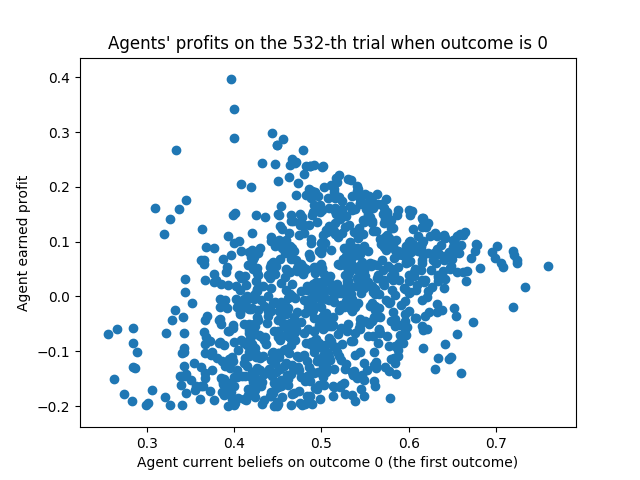 Agents' profits on the 532-th trial when outcome is 0
0.4
0.3
0.2
0.1
0.0
−0.1
−0.2
Agent earned profit
0.3 0.4 0.5 0.6 0.7
Agent current beliefs on outcome 0 (the first outcome)